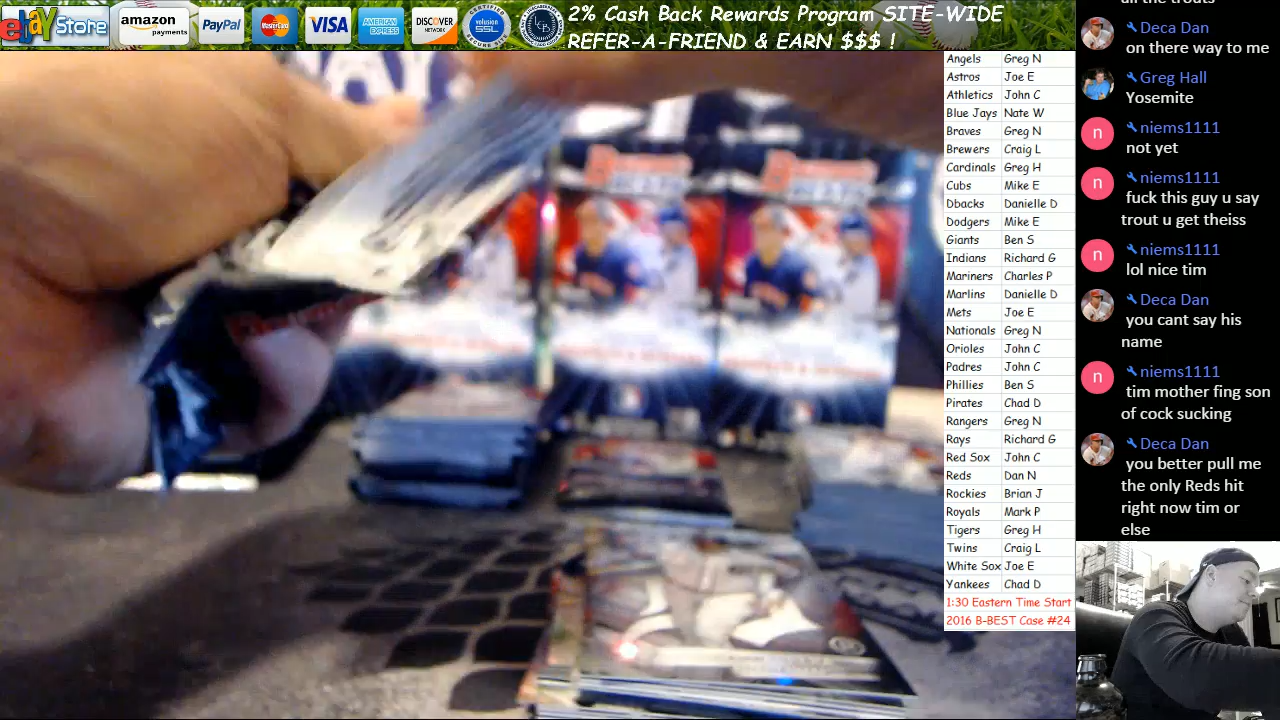 ebay Store
amazon
payments
PayPal
MasterCard
VISA
AMERICAN
EXPRESS
DISCOVER
NETWORK
CERTIFIED
volusion
SSL
2% Cash Back Rewards Program SITE-WIDE
REFER-A-FRIEND & EARN $$$ !
Angels Greg N
Astros Joe E
Athletics John C
Blue Jays Nate W
Braves Greg N
Brewers Craig L
Cardinals Greg H
Cubs Mike E
Dbacks Danielle D
Dodgers Mike E
Giants Ben S
Indians Richard G
Mariners Charles P
Marlins Danielle D
Mets Joe E
Nationals Greg N
Orioles John C
Padres John C
Phillies Ben S
Pirates Chad D
Rangers Greg N
Rays Richard G
Red Sox John C
Reds Dan N
Rockies Brian J
Royals Mark P
Tigers Greg H
Twins Craig L
White Sox Joe E
Yankees Chad D
1:30 Eastern Time Start
2016 B-BEST Case #24
all the trouts
Deca Dan
on there way to me
Greg Hall
Yosemite
n
niems1111
not yet
n
niems1111
fuck this guy u say
trout u get theiss
n
niems1111
lol nice tim
Deca Dan
you cant say his
name
n
niems1111
tim mother fing son
of cock sucking
Deca Dan
you better pull me
the only Reds hit
right now tim or
else